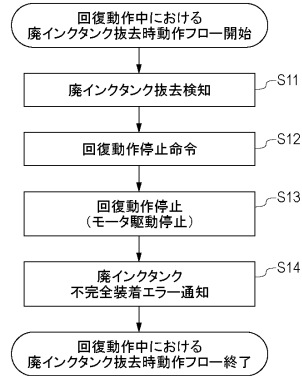 回復動作中における
廃インクタンク抜去時動作フロー開始
S11
廃インクタンク抜去検知
S12
回復動作停止命令
S13
回復動作停止
（モータ駆動停止）
S14
廃インクタンク
不完全装着エラー通知
回復動作中における
廃インクタンク抜去時動作フロー終了